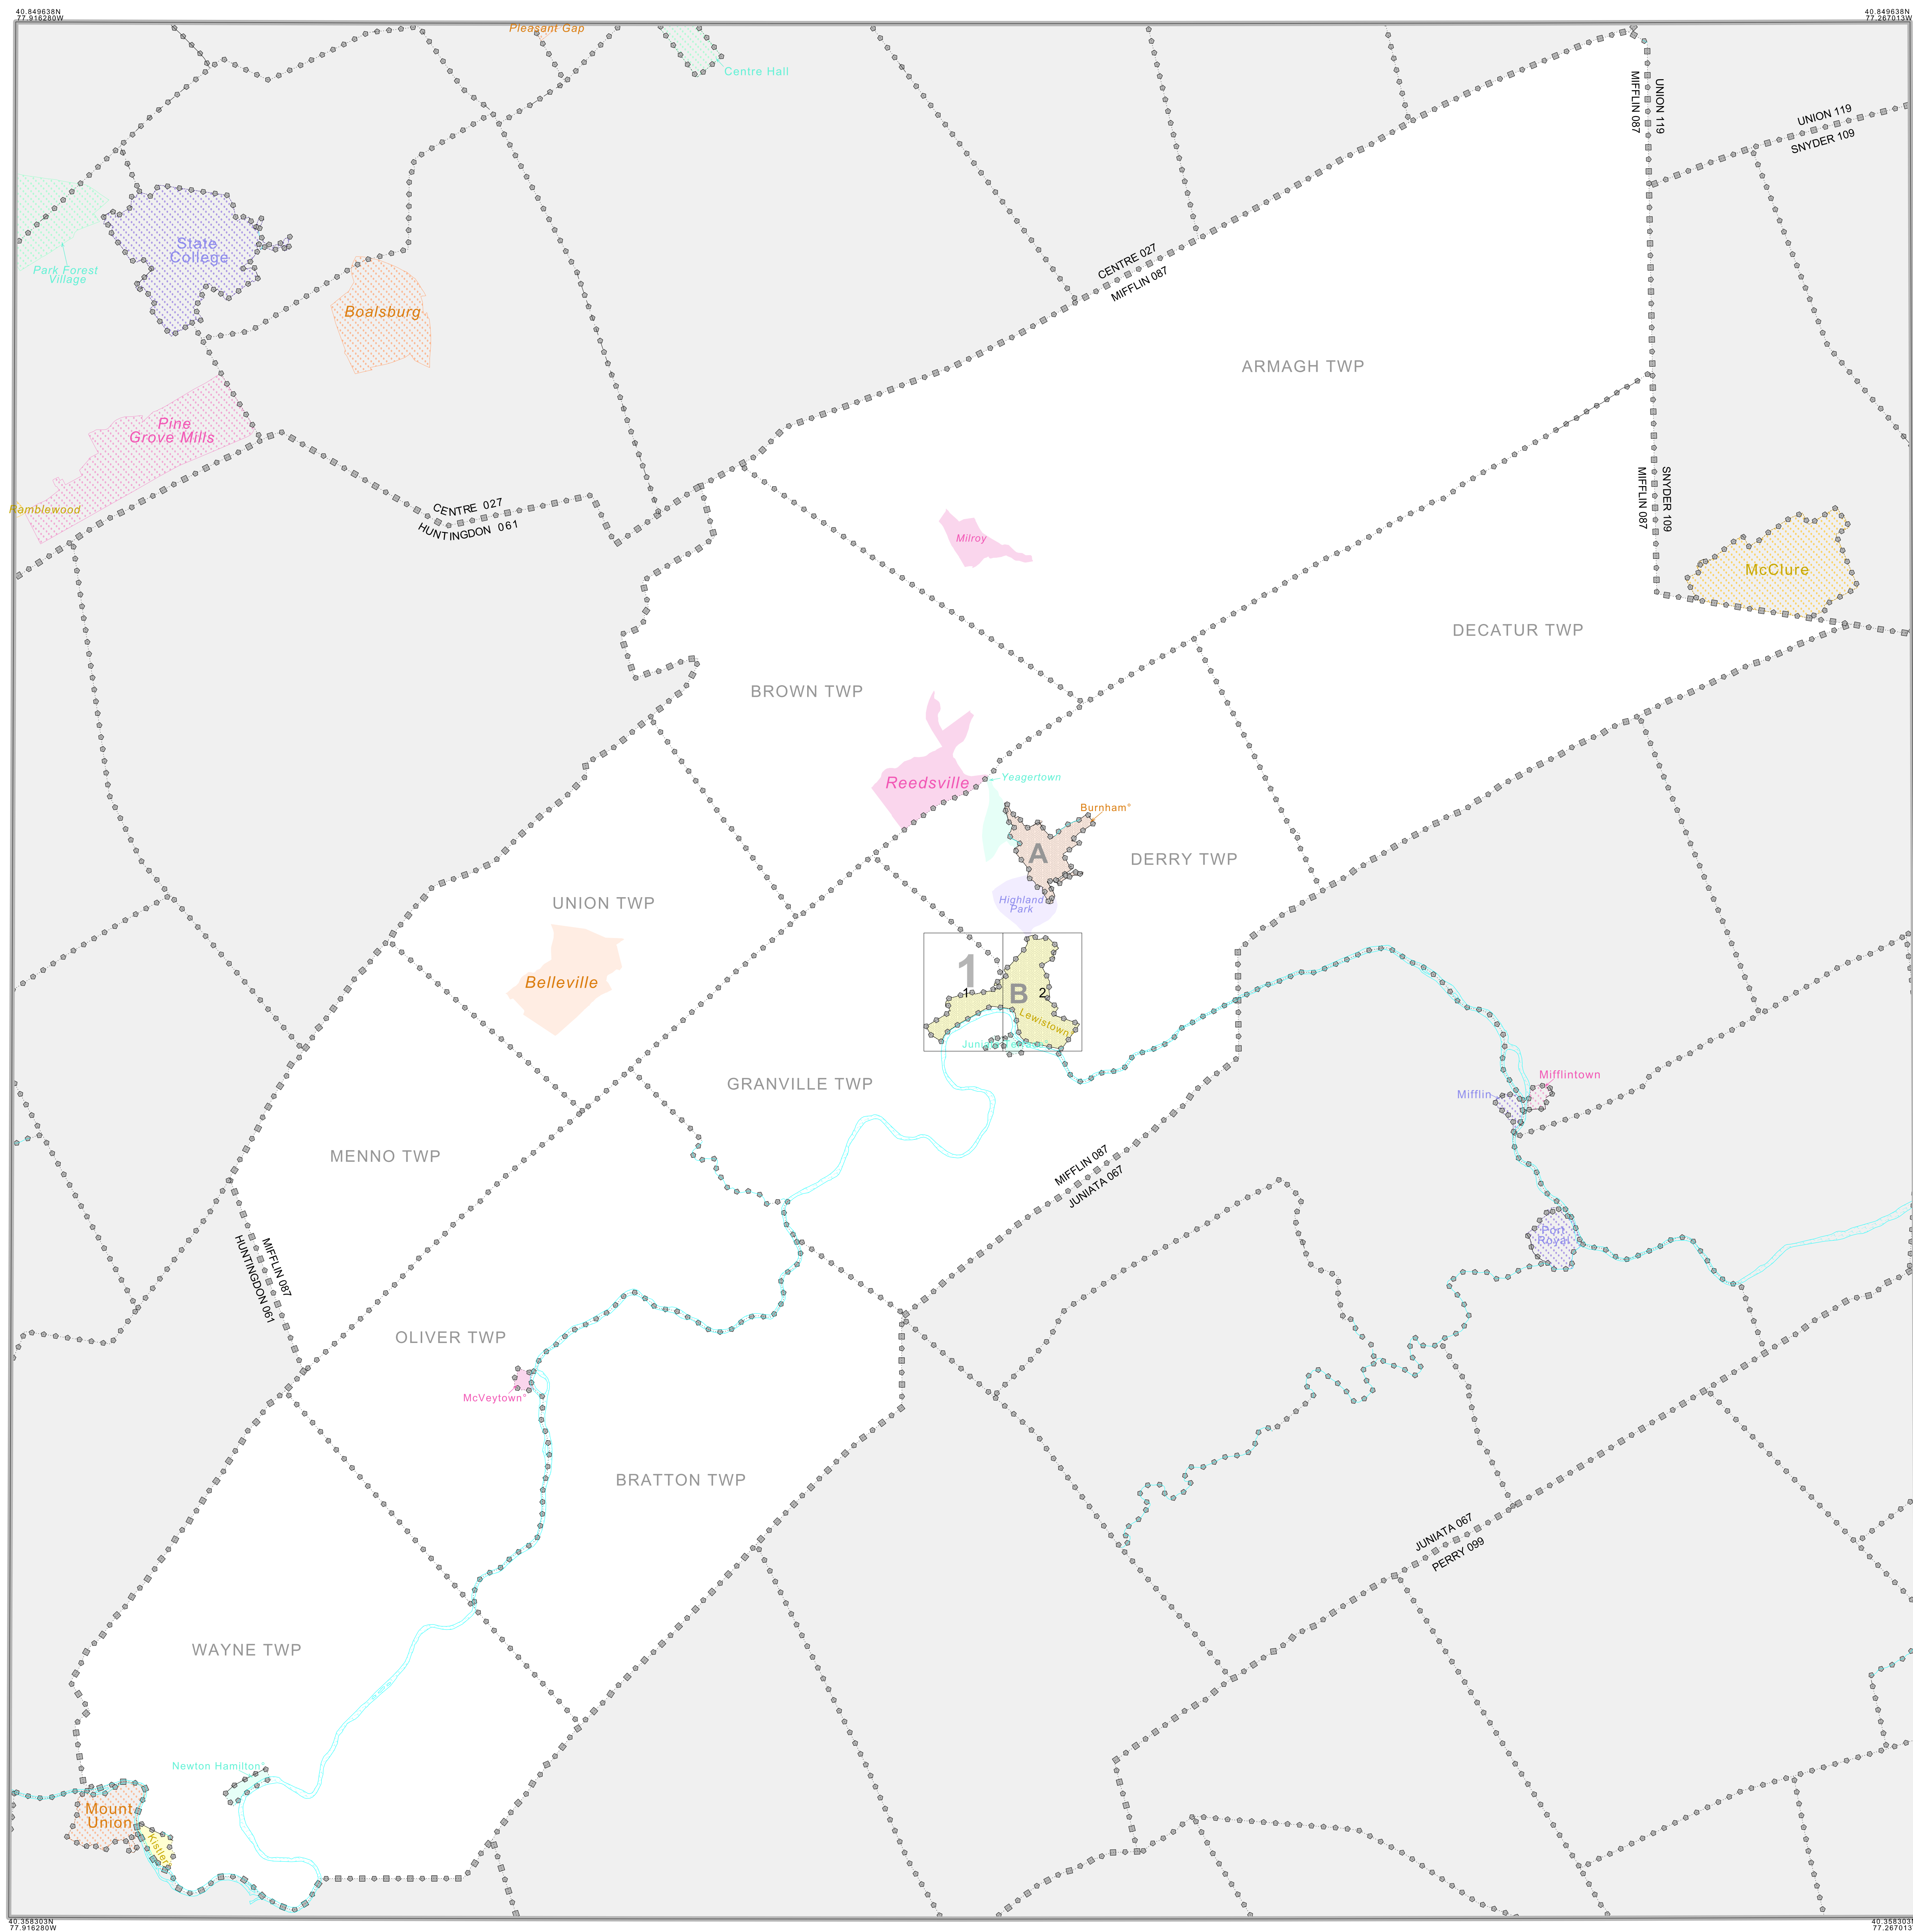 40.849638N
77.916280W
40.849638N
77.267013W
Pleasant Gap
Centre Hall
UNION 119
MIFFLIN 087
UNION 119
SNYDER 109
State
College
Park Forest
Village
CENTRE 027
MIFFLIN 087
Boalsburg
ARMAGH TWP
Pine
Grove Mills
Ramblewood
CENTRE 027
HUNTINGDON 061
SNYDER 109
MIFFLIN 087
Milroy
McClure
DECATUR TWP
BROWN TWP
Reedsville
Yeagertown
Burnham°
A
DERRY TWP
UNION TWP
Highland
Park
Belleville
1
1
B
2
Lewistown
GRANVILLE TWP
Mifflintown
Mifflin
MENNO TWP
MIFFLIN 087
JUNIATA 067
Port
Royal
MIFFLIN 087
HUNTINGDON 061
OLIVER TWP
McVeytown°
BRATTON TWP
JUNIATA 067
PERRY 099
WAYNE TWP
Newton Hamilton°
Mount
Union
Kistler
40.358303N
77.916280W
40.358303N
77.267013